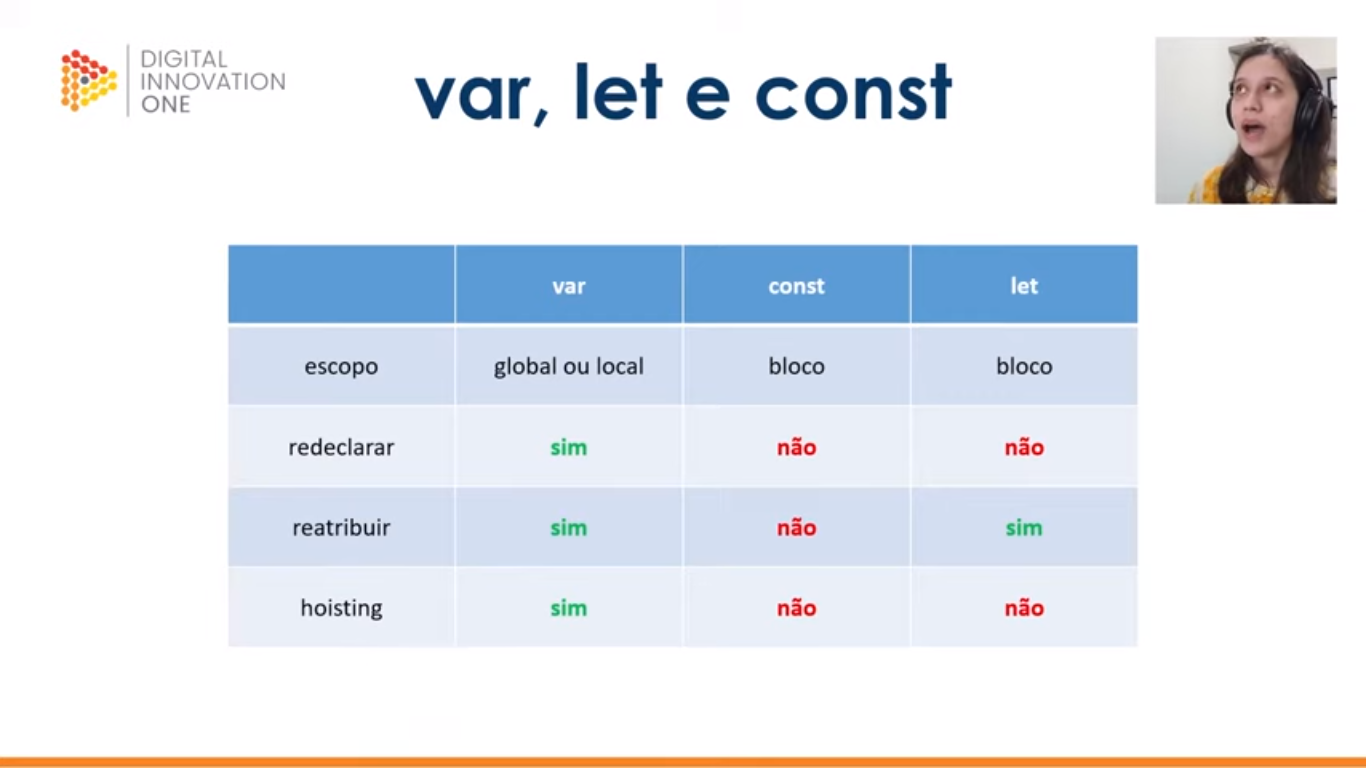 DIGITAL
INNOVATION
ONE
var, let e const
var const let
escopo global ou local bloco bloco
redeclarar sim não não
reatribuir sim não sim
hoisting sim não não